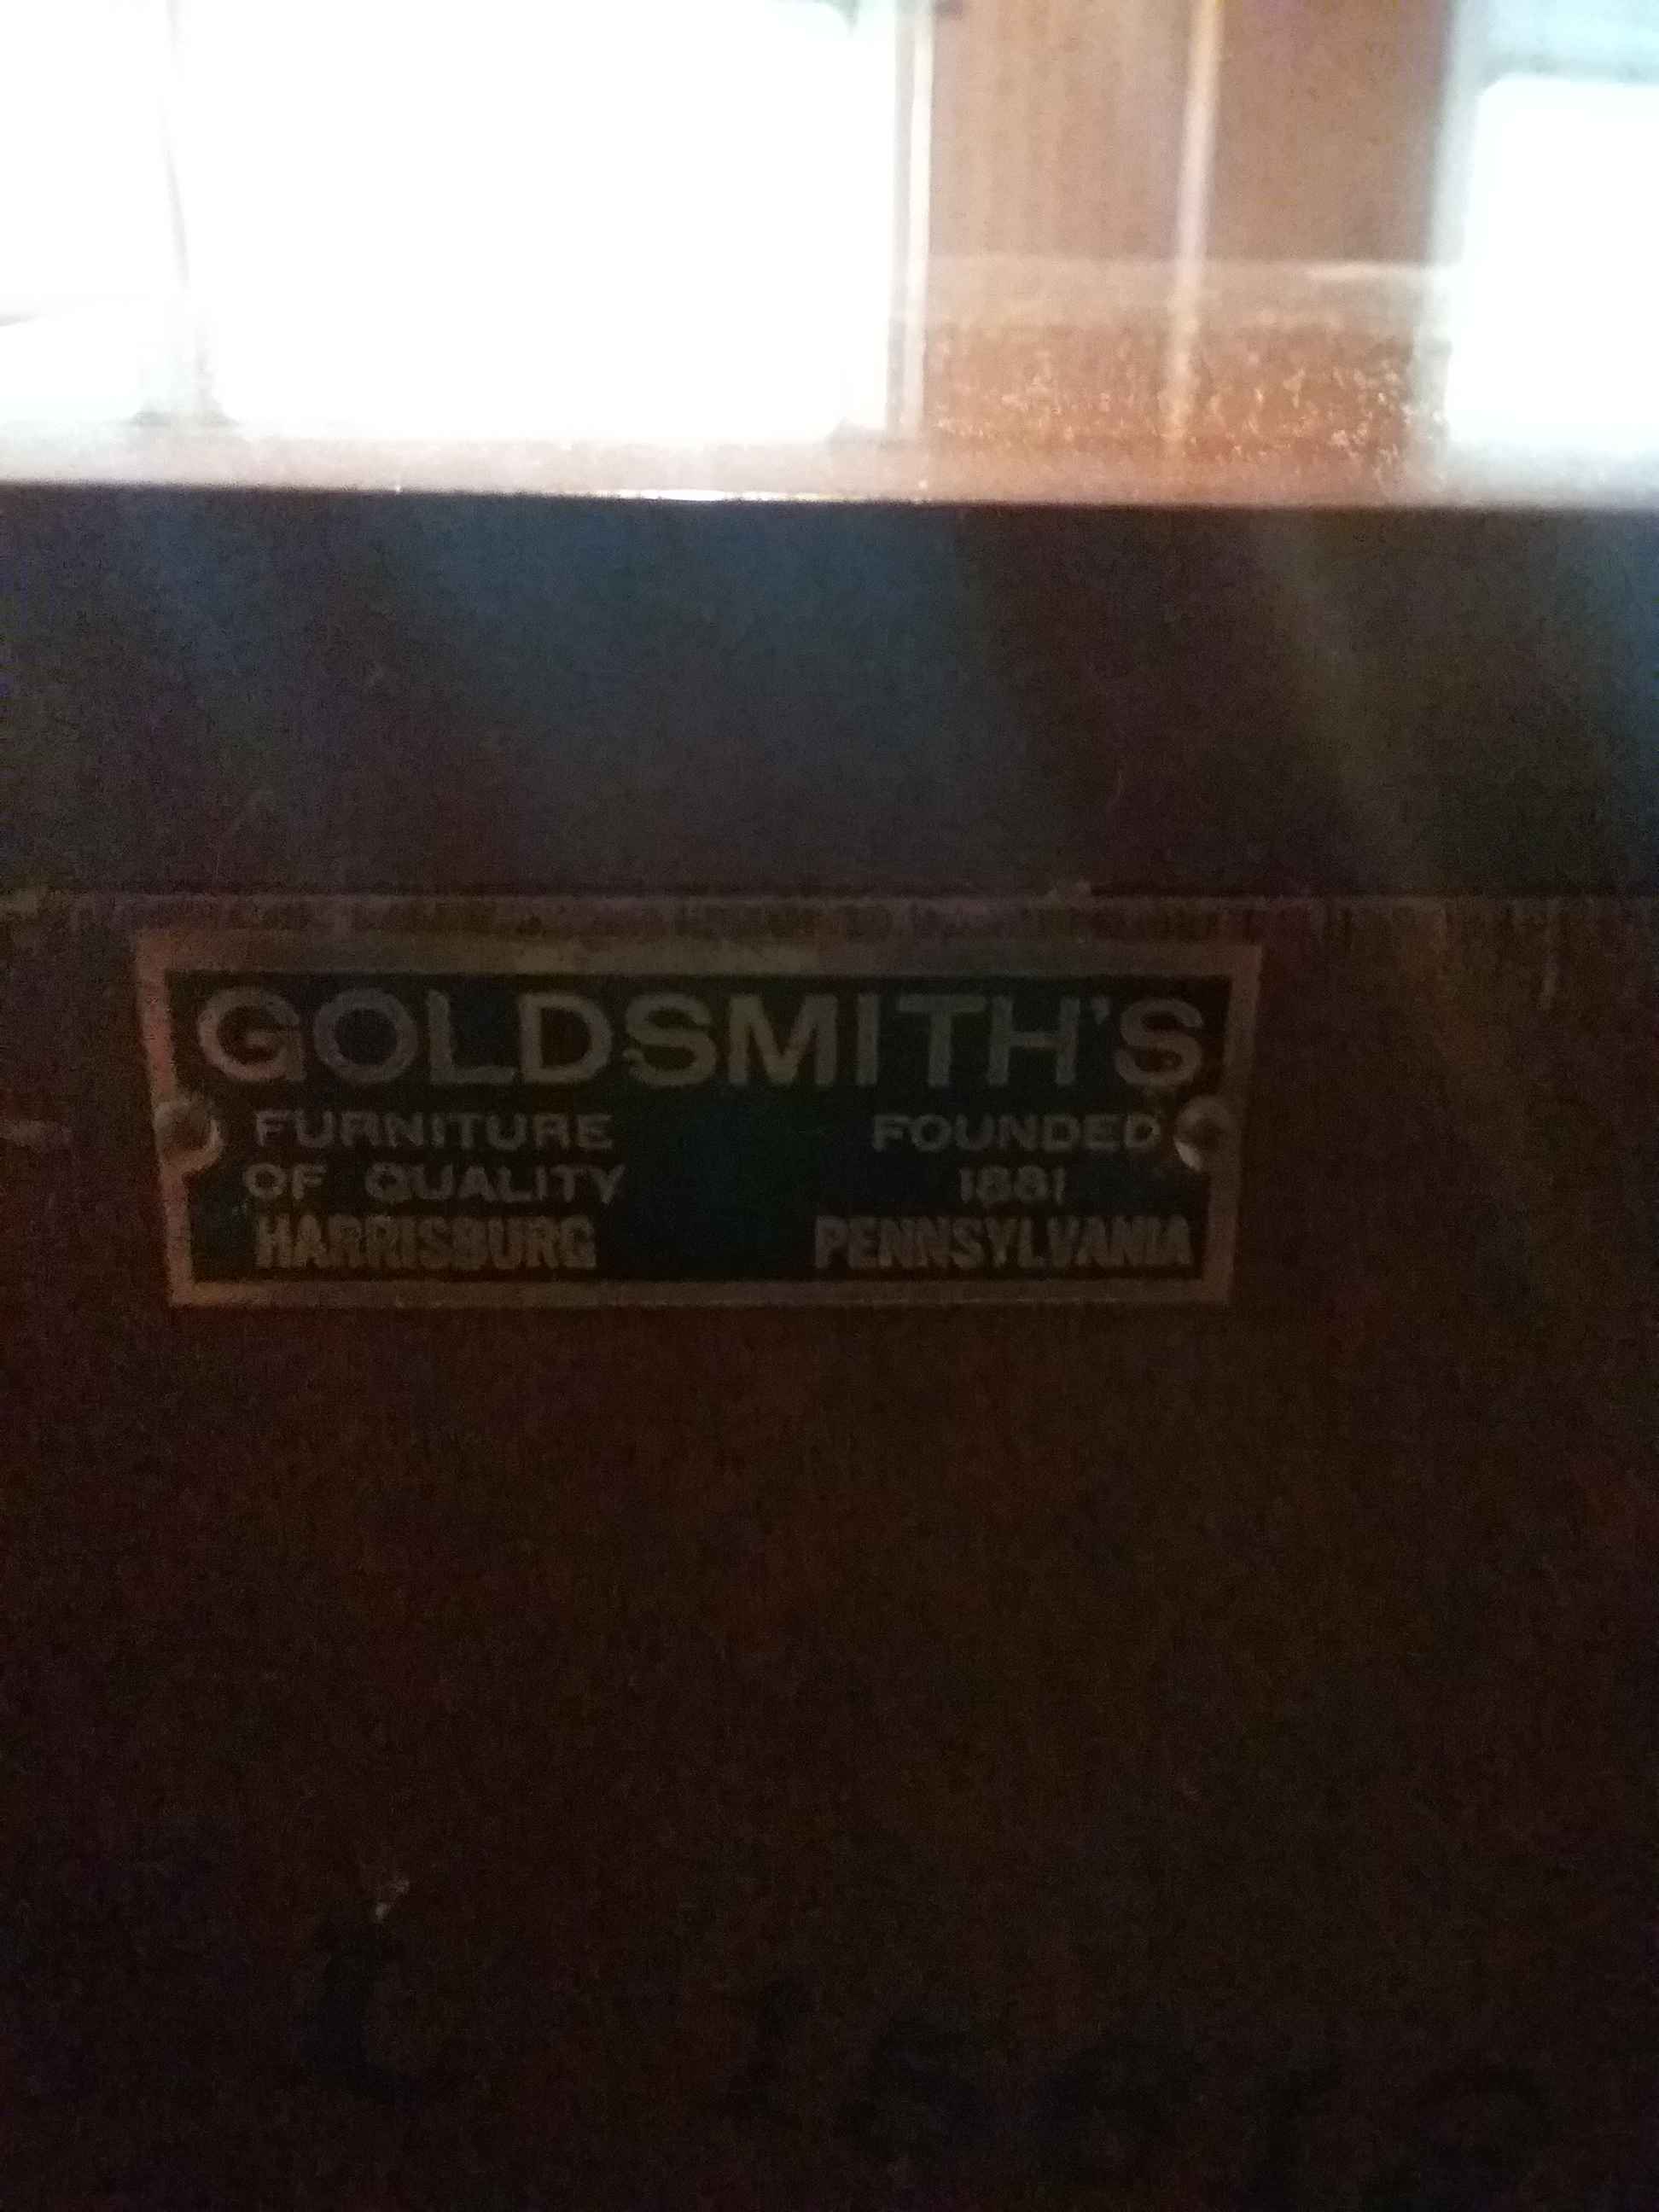 GOLDSMITH'S
FURNITURE FOUNDED
OF QUALITY 1881
HARRISBURG PENNSYLVANIA